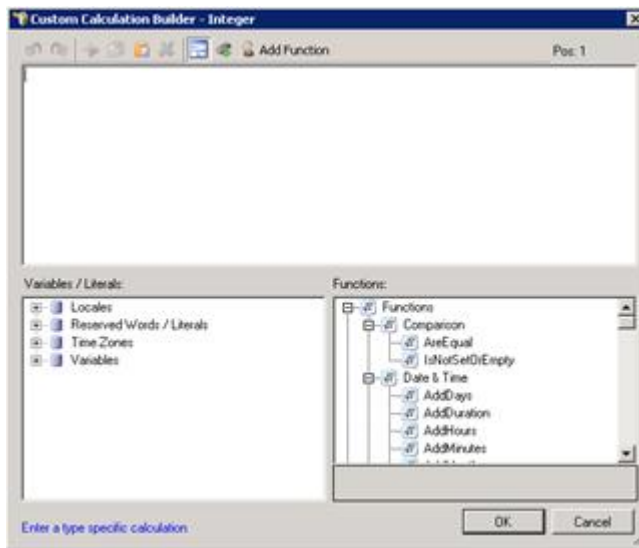 Custom Calculation Builder - Integer
Add Function
Pos: 1
Variables / Literals:
Locales
Reserved Words / Literals
Time Zones
Variables
Functions:
Functions
Comparison
AreEqual
IsNotSetOrEmpty
Date & Time
AddDays
AddDuration
AddHours
AddMinutes
Enter a type specific calculation
OK
Cancel